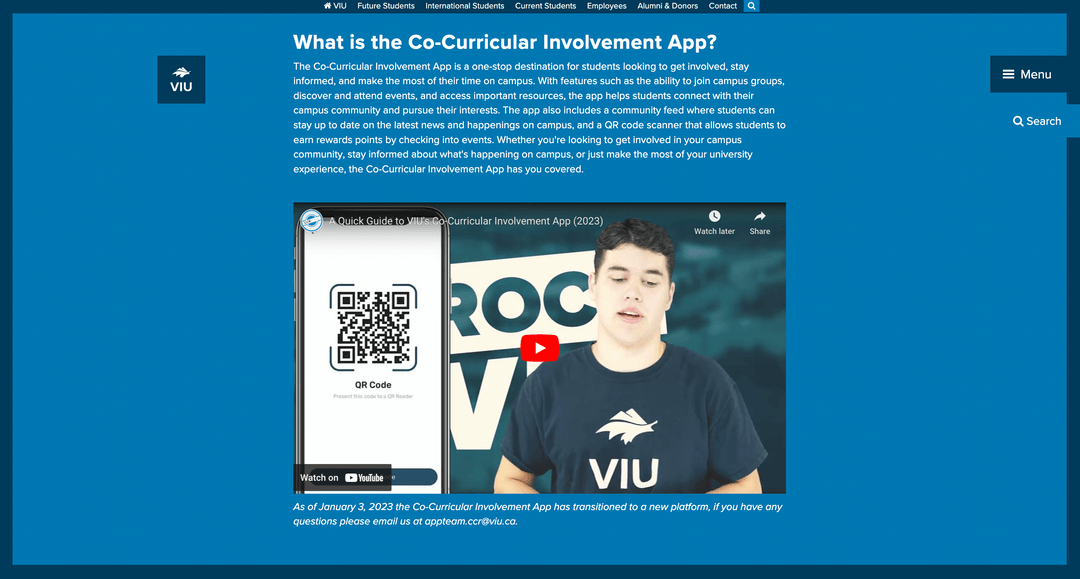 VIU Future Students International Students Current Students Employees Alumni & Donors Contact
VIU
Menu
Search
What is the Co-Curricular Involvement App?
The Co-Curricular Involvement App is a one-stop destination for students looking to get involved, stay
informed, and make the most of their time on campus. With features such as the ability to join campus groups,
discover and attend events, and access important resources, the app helps students connect with their
campus community and pursue their interests. The app also includes a community feed where students can
stay up to date on the latest news and happenings on campus, and a QR code scanner that allows students to
earn rewards points by checking into events. Whether you're looking to get involved in your campus
community, stay informed about what's happening on campus, or just make the most of your university
experience, the Co-Curricular Involvement App has you covered.
A Quick Guide to VIU's Co-Curricular Involvement App (2023)
Watch later
Share
ROC
VI
QR Code
Present this code to a QR Reader
VIU
Watch on YouTube
As of January 3, 2023 the Co-Curricular Involvement App has transitioned to a new platform, if you have any
questions please email us at appteam.ccr@viu.ca.